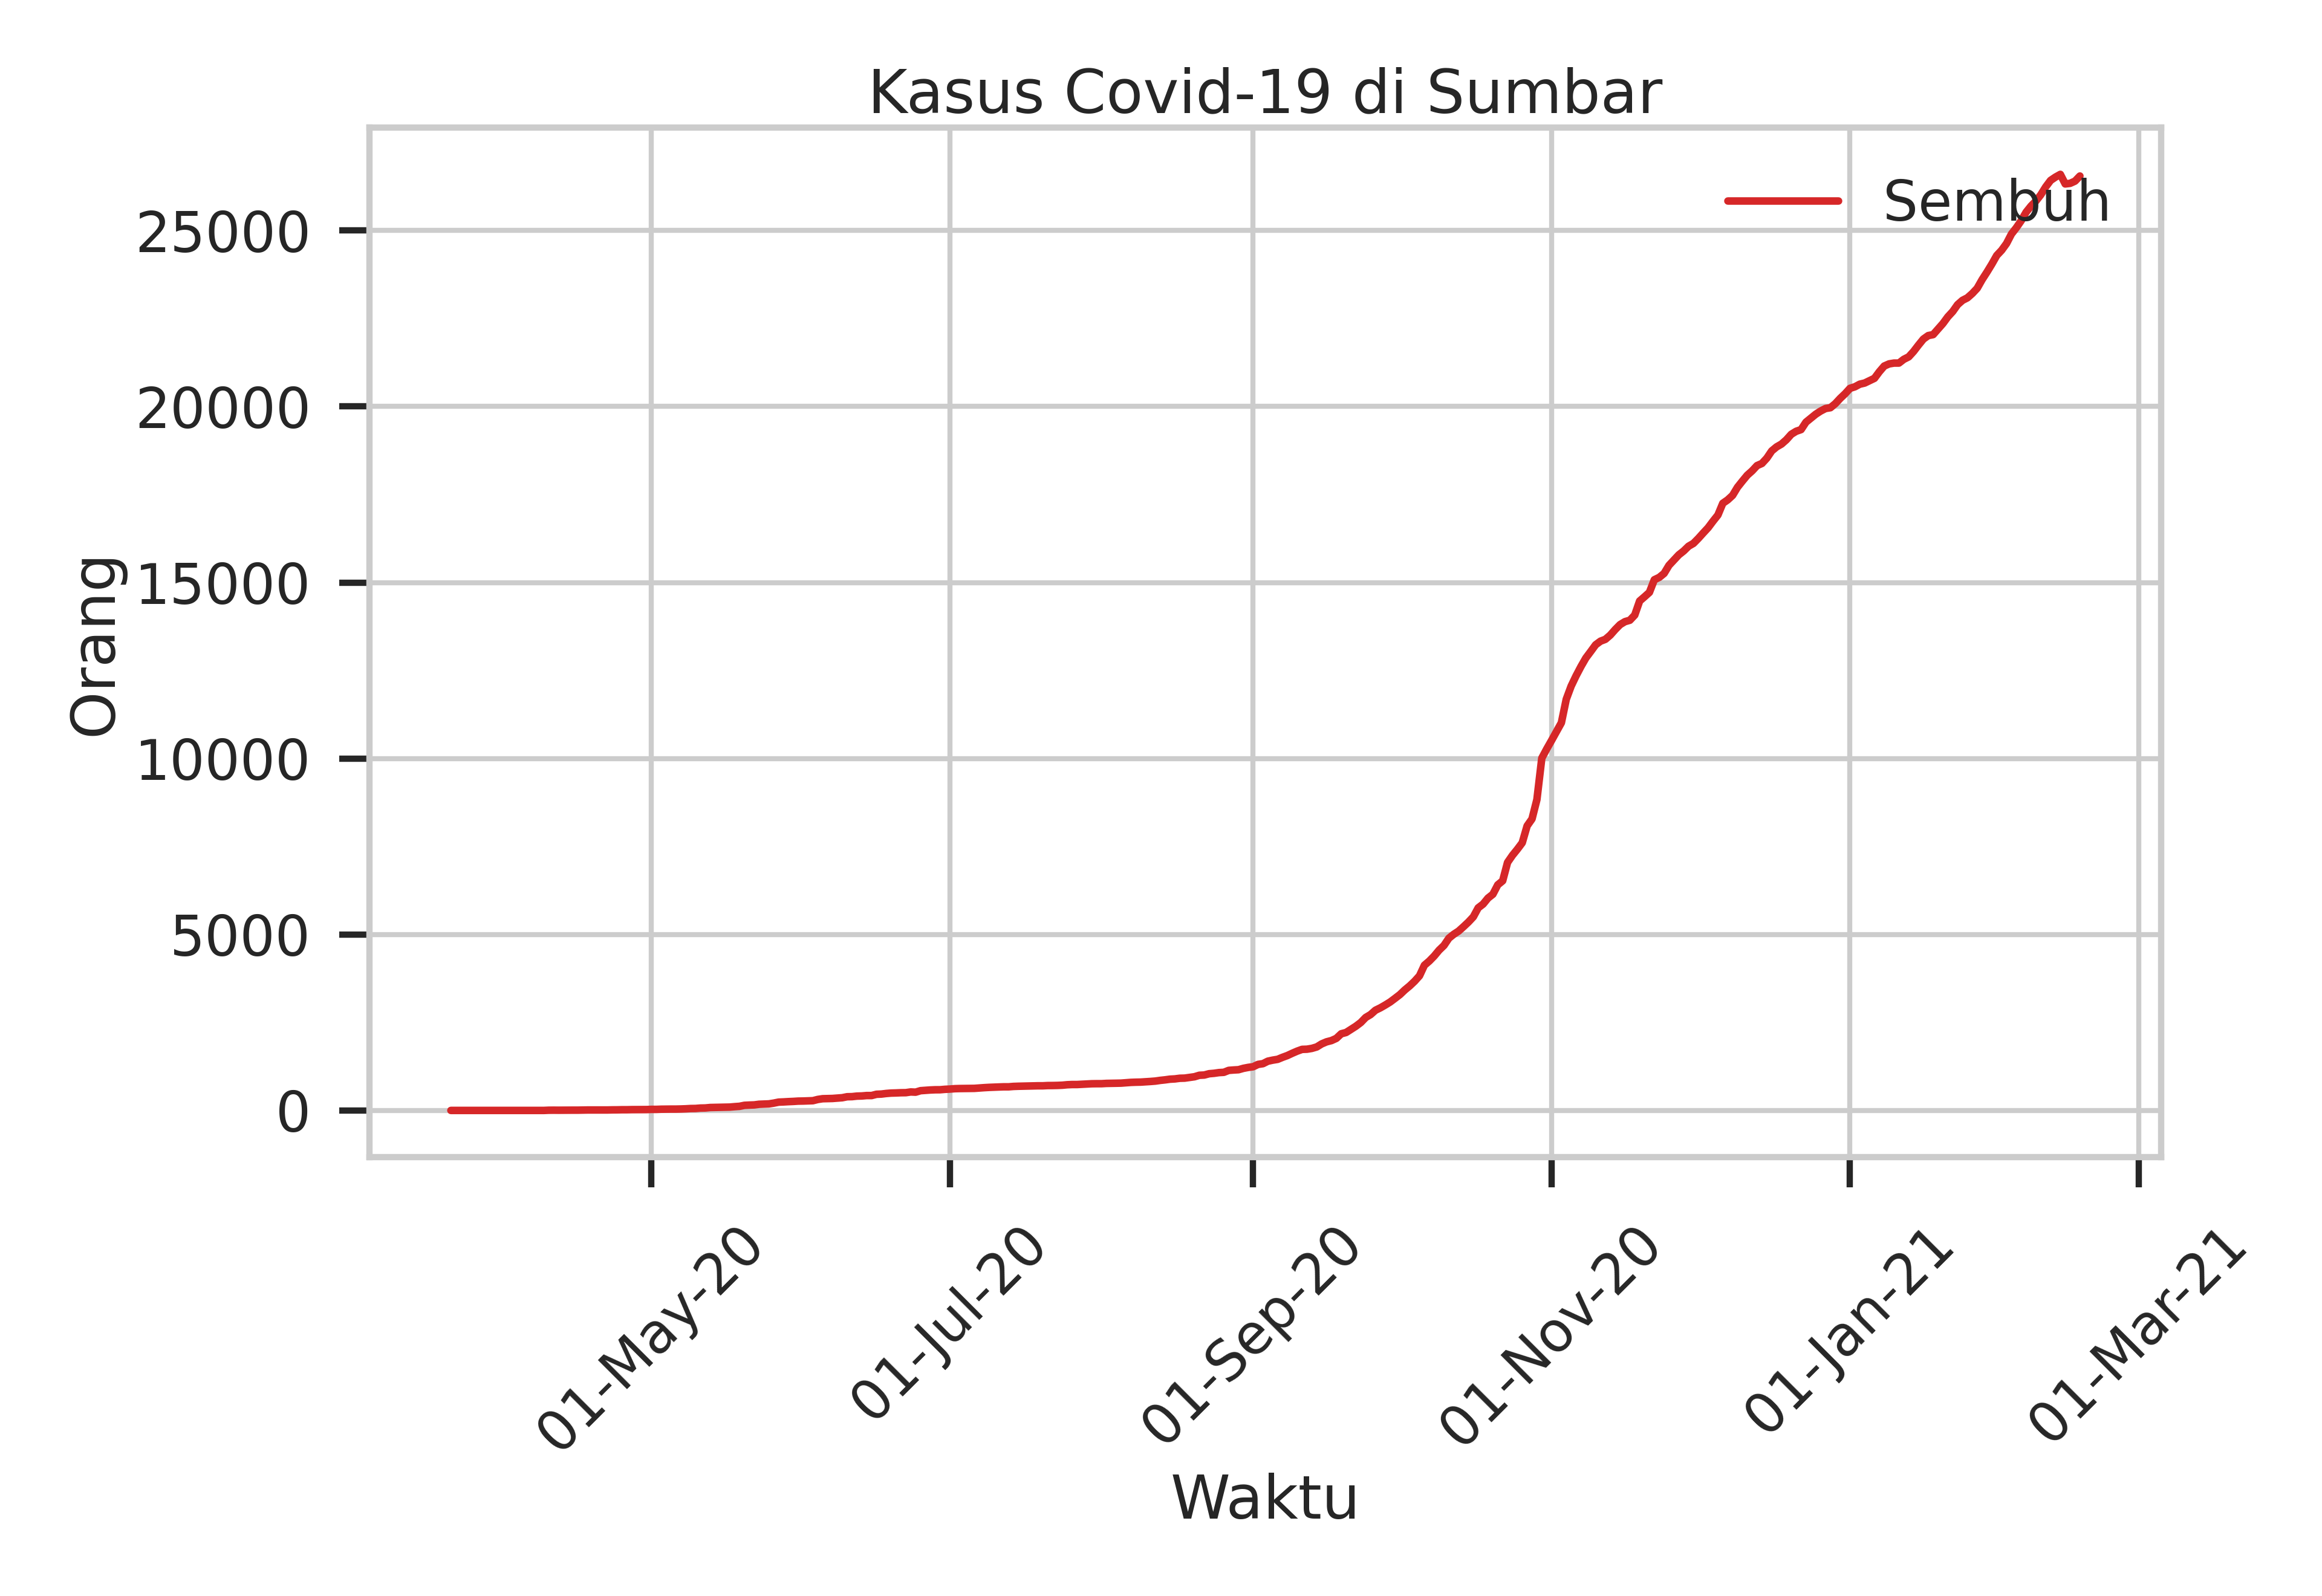 Kasus Covid-19 di Sumbar
Sembuh
25000
20000
15000
10000
5000
0
Orang
01-May-20
01-Jul-20
01-Sep-20
01-Nov-20
01-Jan-21
01-Mar-21
Waktu